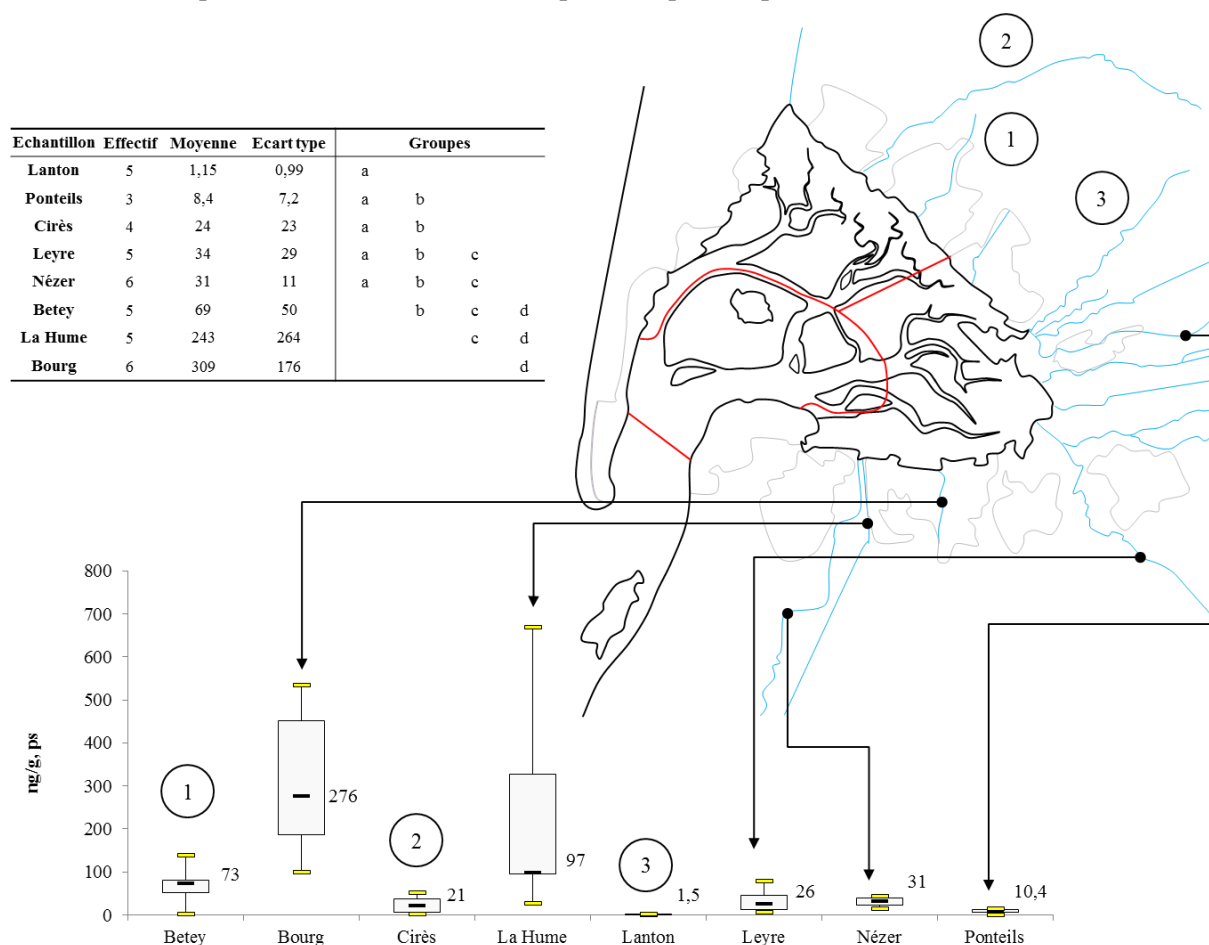 2
1
3
Echantillon Effectif Moyenne Ecart type Groupes
Lanton 5 1,15 0,99 a
Ponteils 3 8,4 7,2 a b
Cirès 4 24 23 a b
Leyre 5 34 29 a b c
Nézer 6 31 11 a b c
Betey 5 69 50 b c d
La Hume 5 243 264 c d
Bourg 6 309 176 d
ng/g, ps
800
700
600
500
400
300
200
100
0
1
73
276
2
21
97
3
1,5
26
31
10,4
Betey Bourg Cirès La Hume Lanton Leyre Nézer Ponteils